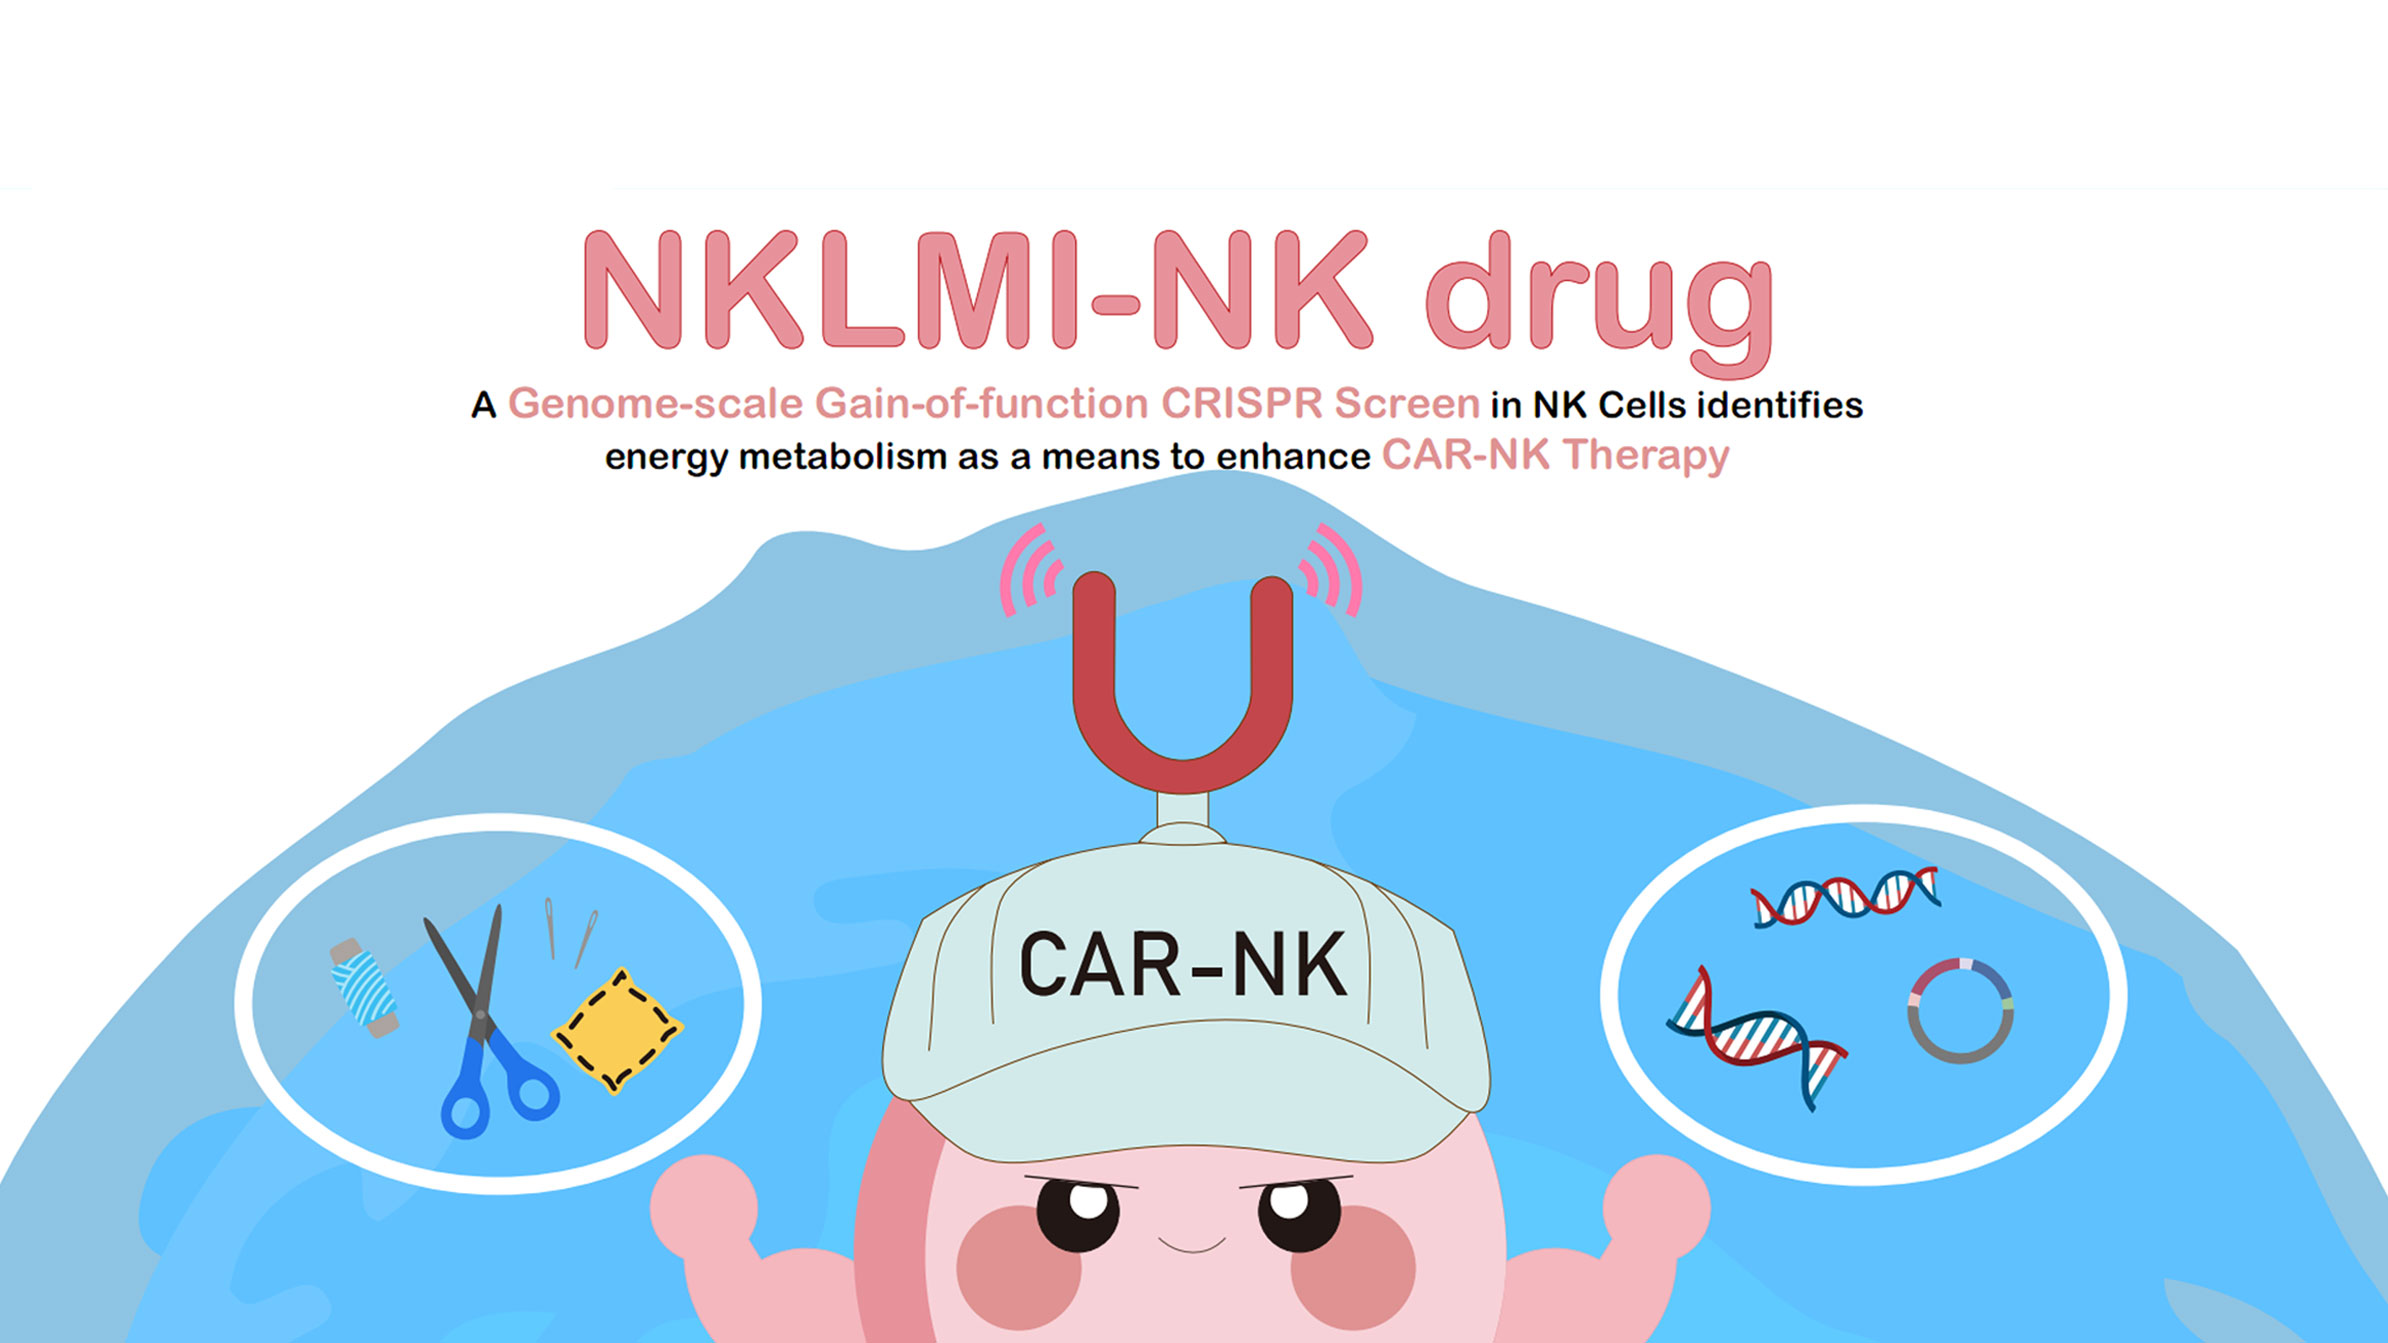 NKLMI-NK drug
A Genome-scale Gain-of-function CRISPR Screen in NK Cells identifies
energy metabolism as a means to enhance CAR-NK Therapy
CAR-NK